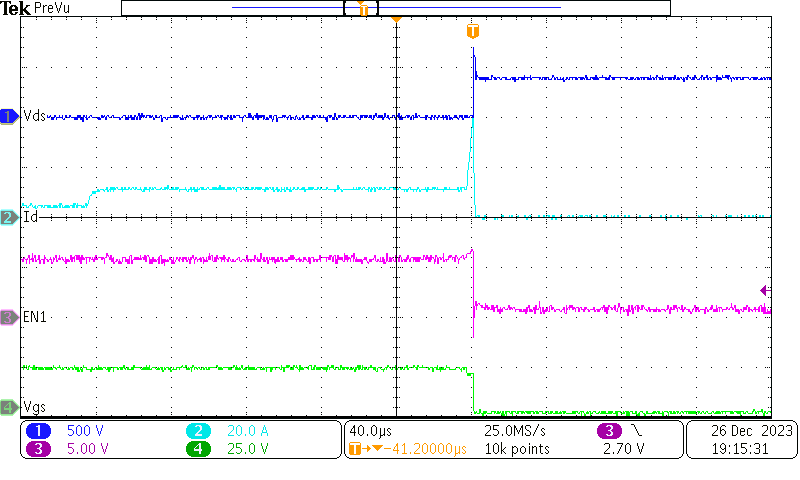 Tek PreVu
T
T
1 Vds
2 Id
3 EN1
4 Vgs
1 500 V 2 20.0 A 40.0µs 25.0MS/s 3 26 Dec 2023
3 5.00 V 4 25.0 V T→▼−41.20000µs 10k points 2.70 V 19:15:31